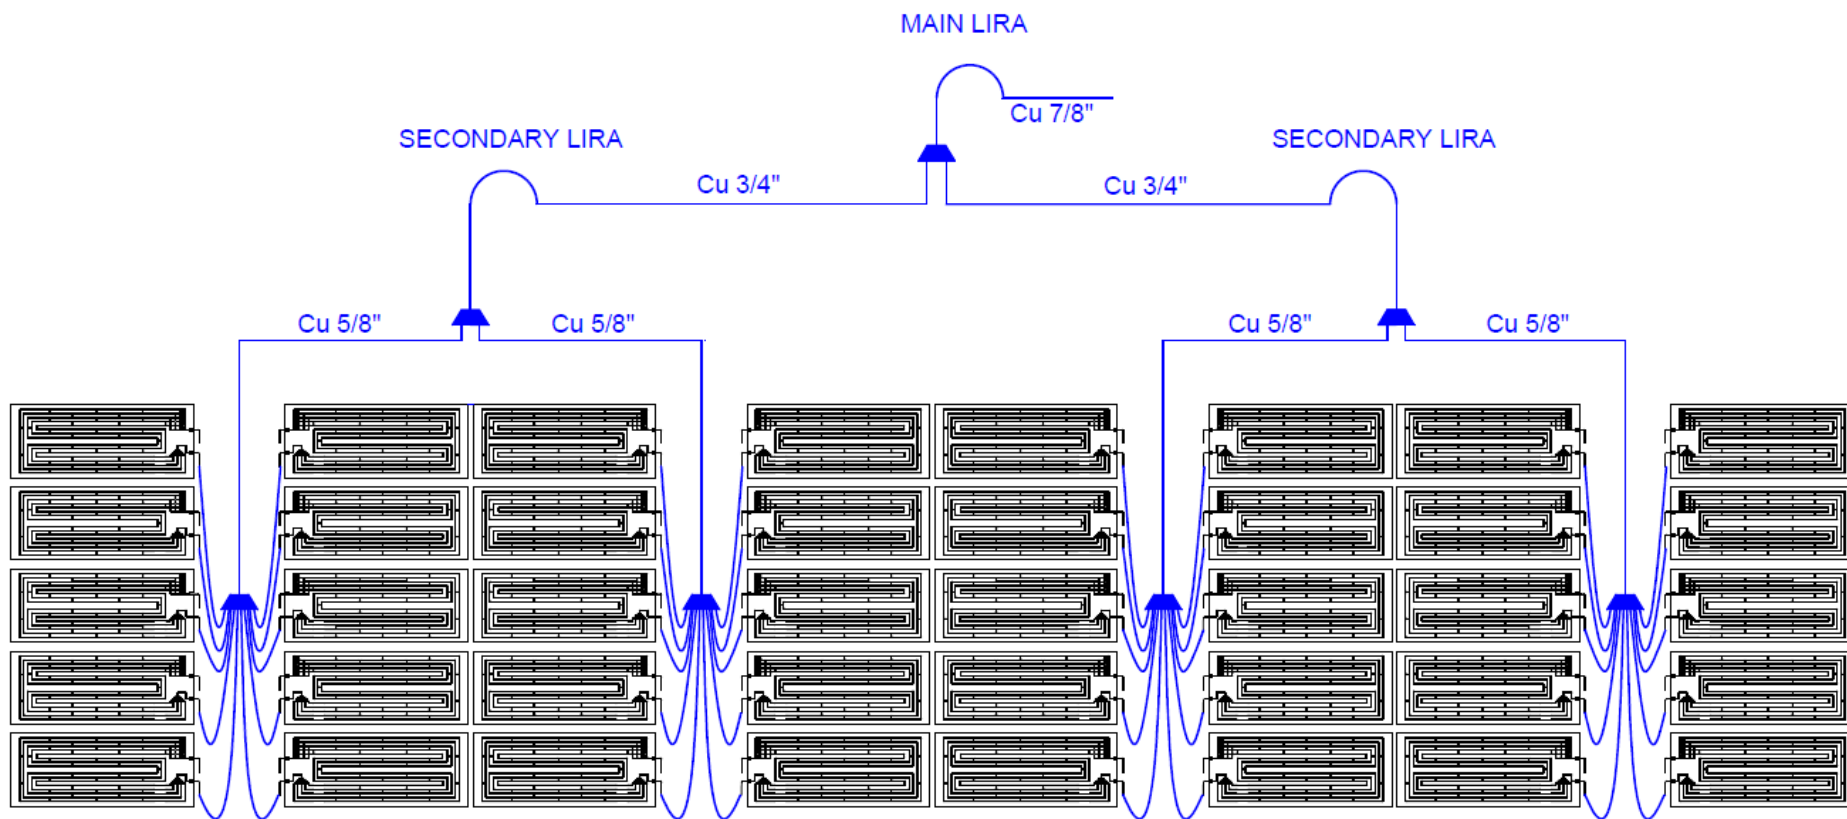 MAIN LIRA
Cu 7/8"
SECONDARY LIRA
SECONDARY LIRA
Cu 3/4"
Cu 3/4"
Cu 5/8"
Cu 5/8"
Cu 5/8"
Cu 5/8"